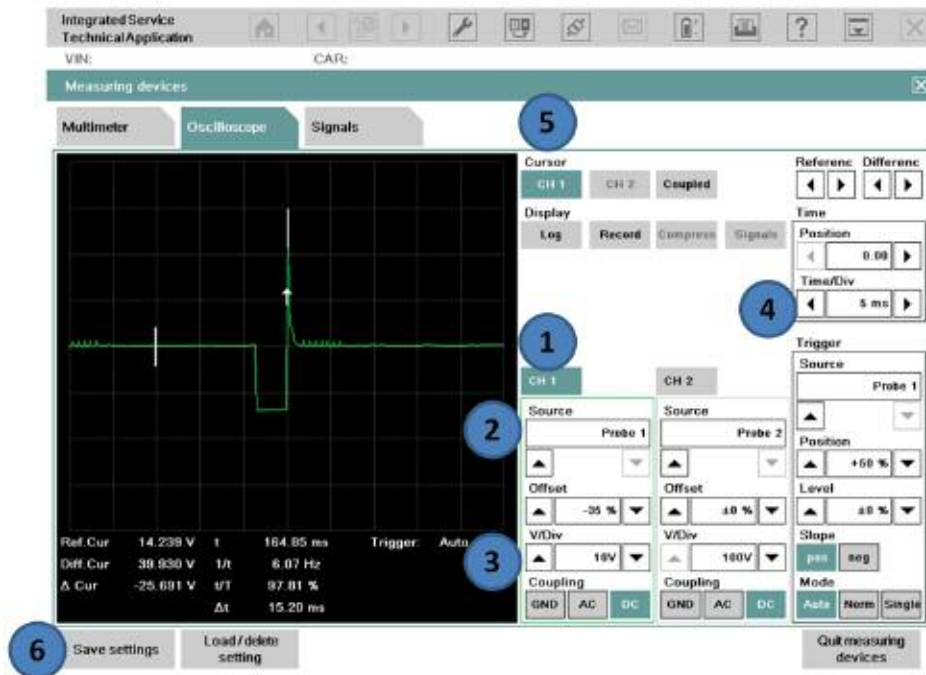 Integrated Service
Technical Application
VIN:
CAR:
Measuring devices
Multimeter
Oscilloscope
Signals
5
Cursor
CH 1
CH 2
Coupled
Referenc
Differenc
Display
Log
Record
Compress
Signals
Time
Position
0.00
Time/Div
4
5 ms
1
CH 1
CH 2
Trigger
Source
Probe 1
2
Source
Probe 1
Source
Probe 2
Position
+50 %
Offset
-35 %
Offset
±0 %
Level
±0 %
3
V/Div
10V
V/Div
100V
Slope
pos
neg
Coupling
GND
AC
DC
Coupling
GND
AC
DC
Mode
Auto
Norm
Single
Ref.Cur 14.239 V t 164.85 ms Trigger: Auto
Diff.Cur 39.930 V 1/t 6.07 Hz
Δ Cur -25.691 V t/T 97.81 %
Δt 15.20 ms
6
Save settings
Load/delete
setting
Quit measuring
devices